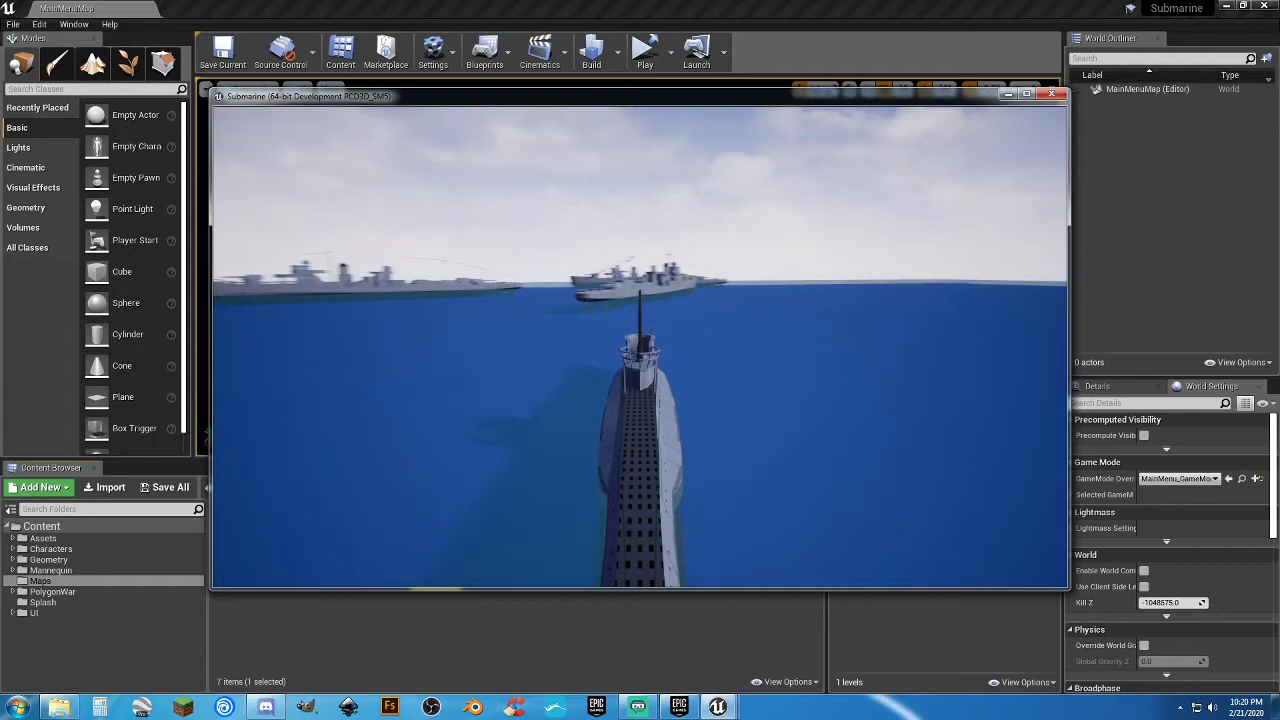 MainMenuMap
Submarine
File Edit Window Help
Modes
Search Classes
Recently Placed
Basic
Lights
Cinematic
Visual Effects
Geometry
Volumes
All Classes
Empty Actor
Empty Chara
Empty Pawn
Point Light
Player Start
Cube
Sphere
Cylinder
Cone
Plane
Box Trigger
Save Current
Source Control
Content
Marketplace
Settings
Blueprints
Cinematics
Build
Play
Launch
Submarine (64-bit Development PCD3D_SM5)
World Outliner
Search...
Label Type
MainMenuMap (Editor) World
0 actors
View Options
Details World Settings
Search Details
Precomputed Visibility
Precompute Visib
Game Mode
GameMode Overr MainMenu_GameMo
Selected GameM
Lightmass
Lightmass Setting
World
Enable World Com
Use Client Side Le
Kill Z -1048575.0
Physics
Override World Gr
Global Gravity Z 0.0
Broadphase
Content Browser
Add New Import Save All
Search Folders
Content
Assets
Characters
Geometry
Mannequin
Maps
PolygonWar
Splash
UI
7 items (1 selected) View Options
1 levels View Options
Pro
Fs
EPIC GAMES
EPIC GAMES
10:20 PM
2/21/2020